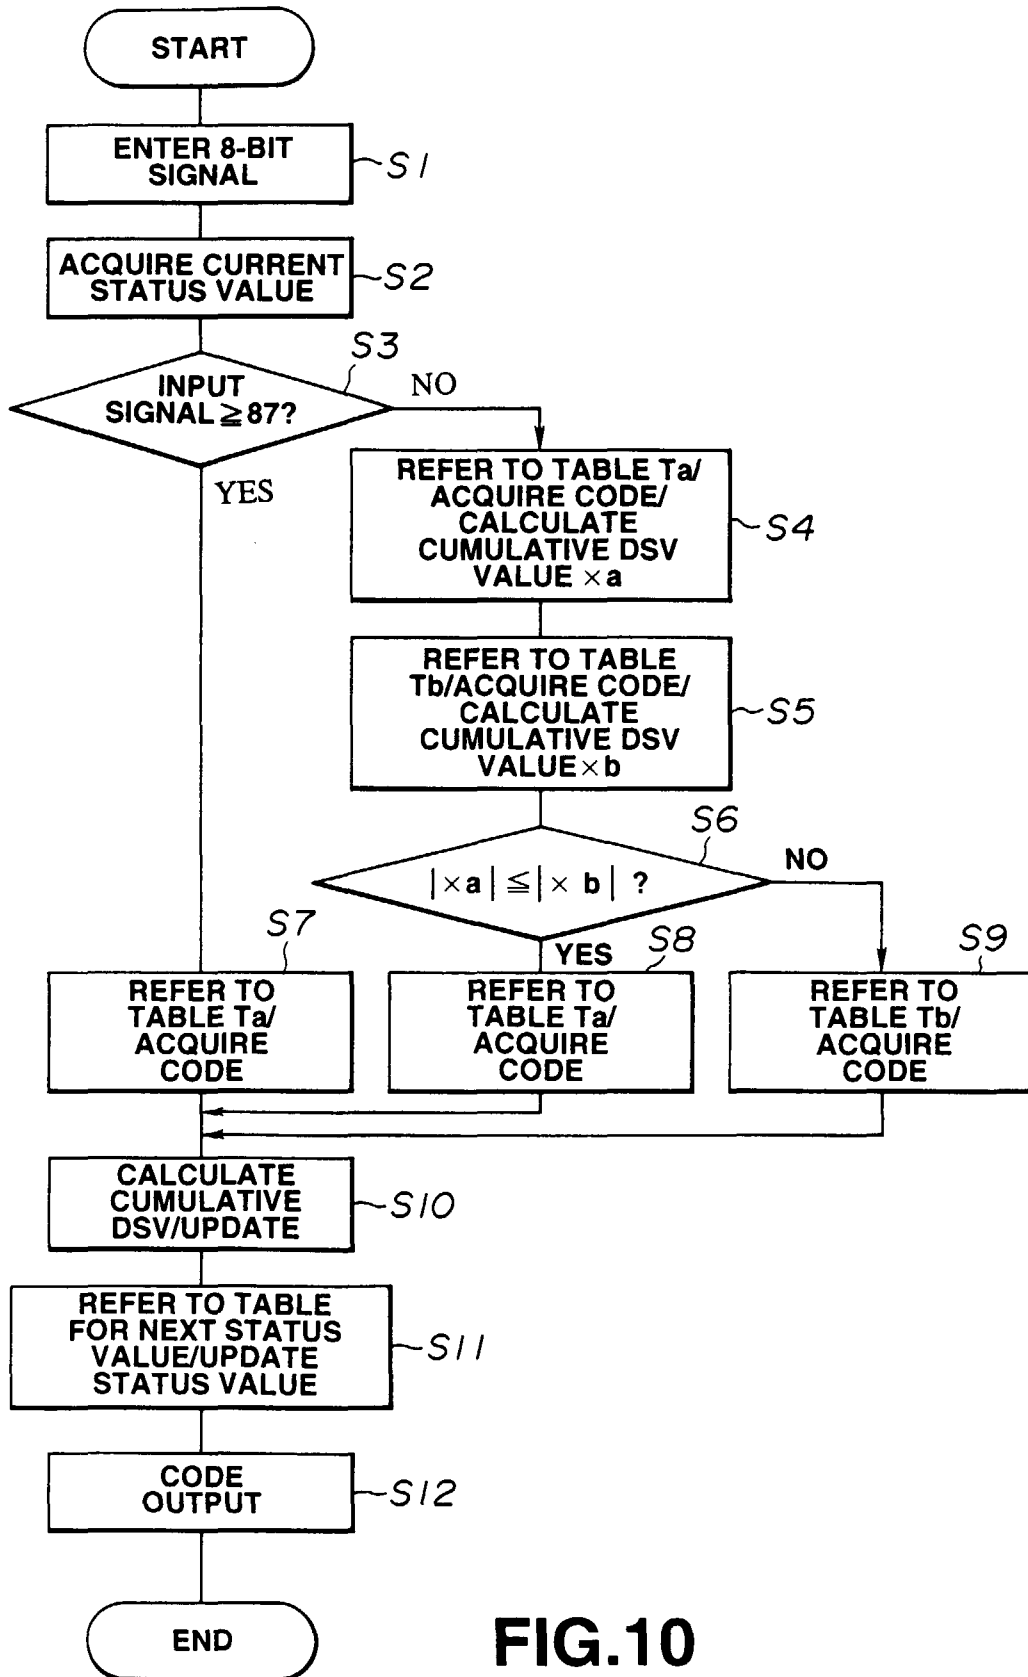 START
ENTER 8-BIT
SIGNAL
S1
ACQUIRE CURRENT
STATUS VALUE
S2
S3
INPUT
SIGNAL ≧ 87?
NO
YES
REFER TO TABLE Ta/
ACQUIRE CODE/
CALCULATE
CUMULATIVE DSV
VALUE ×a
S4
REFER TO TABLE
Tb/ACQUIRE CODE/
CALCULATE
CUMULATIVE DSV
VALUE×b
S5
S6
|×a| ≦ |× b| ?
NO
YES
S7
REFER TO
TABLE Ta/
ACQUIRE
CODE
S8
REFER TO
TABLE Ta/
ACQUIRE
CODE
S9
REFER TO
TABLE Tb/
ACQUIRE
CODE
CALCULATE
CUMULATIVE
DSV/UPDATE
S10
REFER TO TABLE
FOR NEXT STATUS
VALUE/UPDATE
STATUS VALUE
S11
CODE
OUTPUT
S12
END
FIG.10